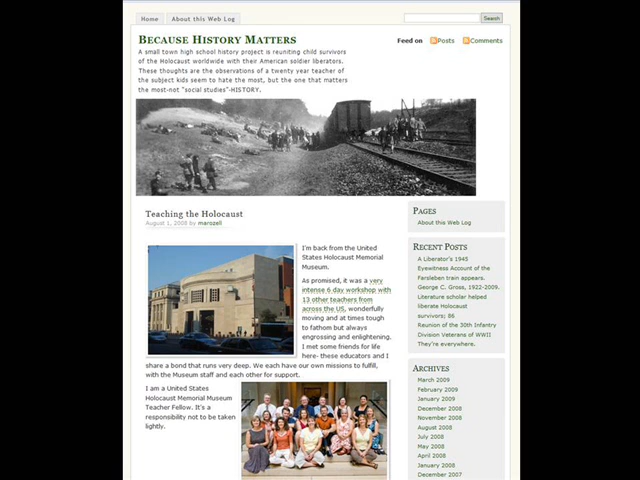 Home About this Web Log Search
BECAUSE HISTORY MATTERS Feed on Posts Comments
A small town high school history project is reuniting child survivors
of the Holocaust worldwide with their American soldier liberators.
These thoughts are the observations of a twenty year teacher of
the subject kids seem to hate the most, but the one that matters
the most-not "social studies"-HISTORY.
Teaching the Holocaust
August 1, 2008 by marozell
I'm back from the United
States Holocaust Memorial
Museum.
As promised, it was a very
intense 6 day workshop with
13 other teachers from
across the US, wonderfully
moving and at times tough
to fathom but always
engrossing and enlightening.
I met some friends for life
here- these educators and I
share a bond that runs very deep. We each have our own missions to fulfill,
with the Museum staff and each other for support.
I am a United States
Holocaust Memorial Museum
Teacher Fellow. It's a
responsibility not to be taken
lightly.
PAGES
About this Web Log
RECENT POSTS
A Liberator's 1945
Eyewitness Account of the
Farsleben train appears.
George C. Gross, 1922-2009.
Literature scholar helped
liberate Holocaust
survivors; 86
Reunion of the 30th Infantry
Division Veterans of WWII
They're everywhere.
ARCHIVES
March 2009
February 2009
January 2009
December 2008
November 2008
August 2008
July 2008
May 2008
April 2008
January 2008
December 2007